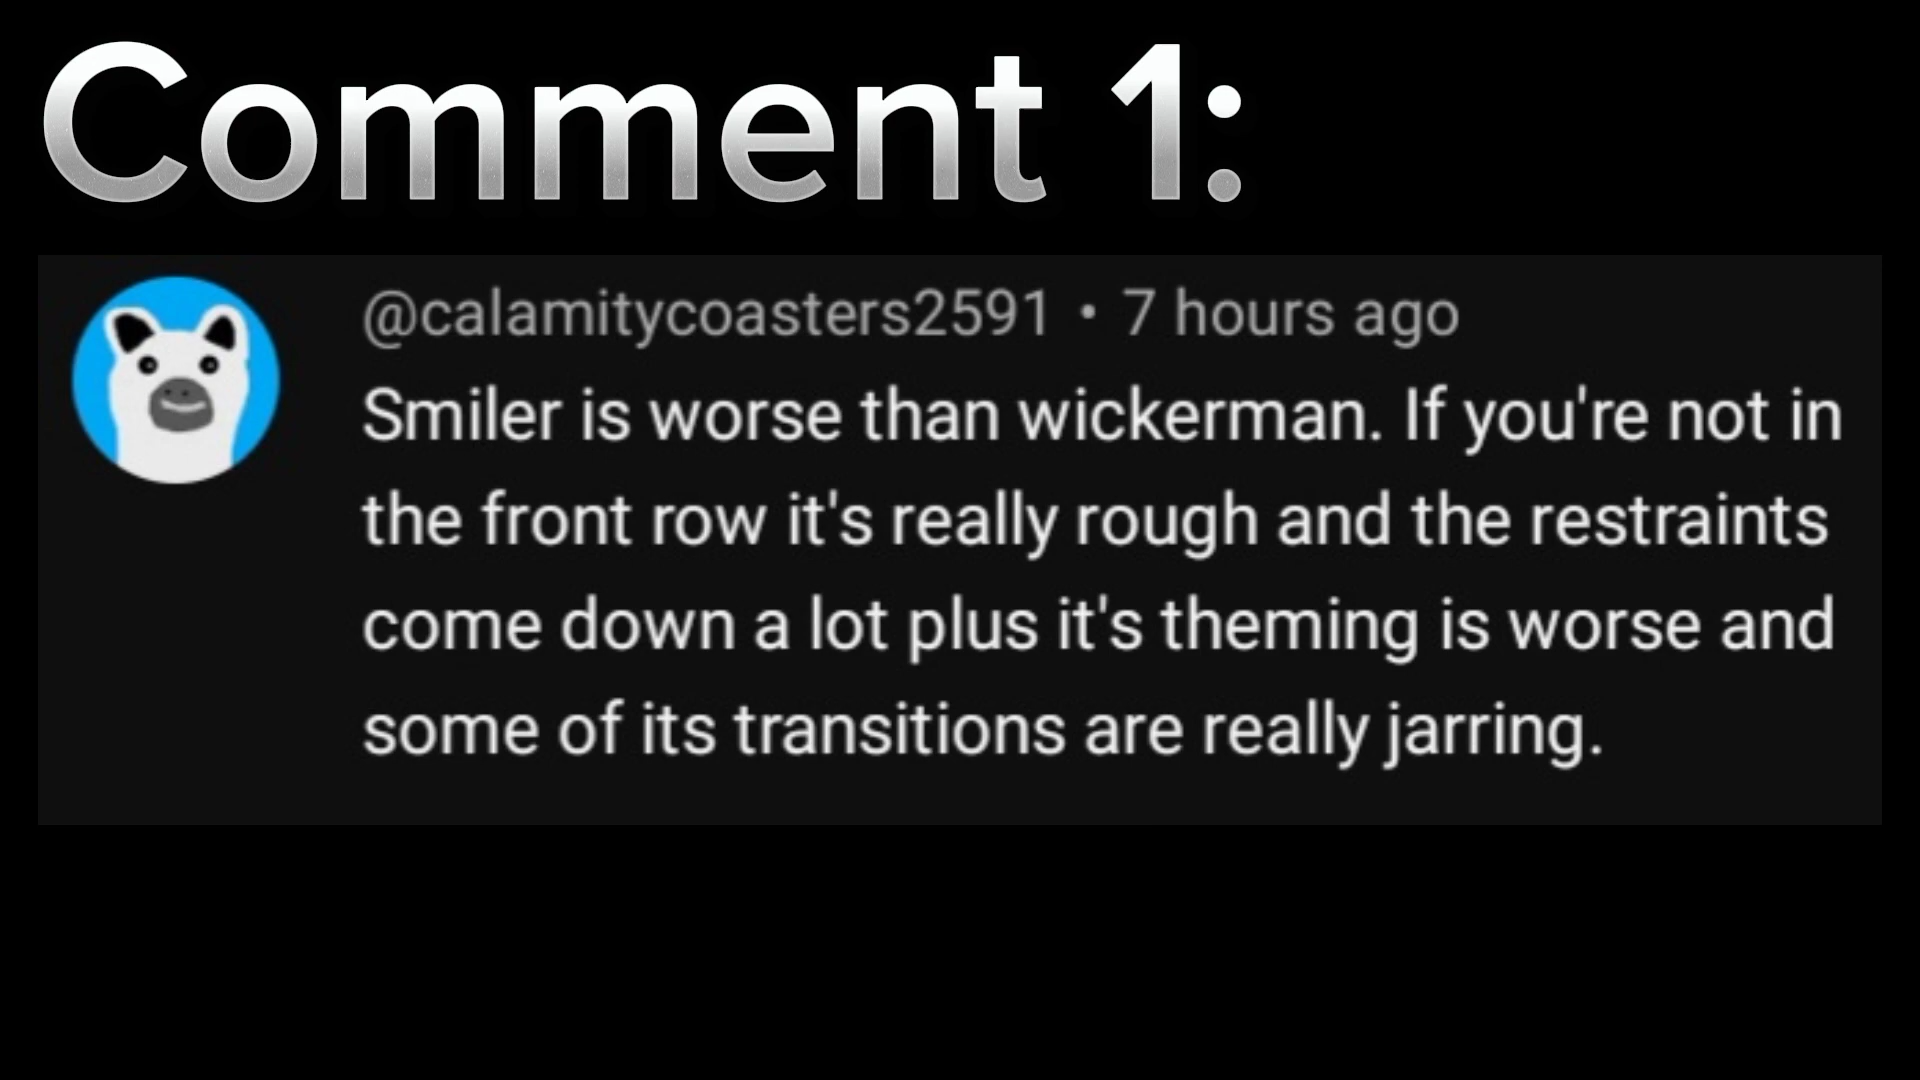 Comment 1:
@calamitycoasters2591 • 7 hours ago
Smiler is worse than wickerman. If you're not in
the front row it's really rough and the restraints
come down a lot plus it's theming is worse and
some of its transitions are really jarring.